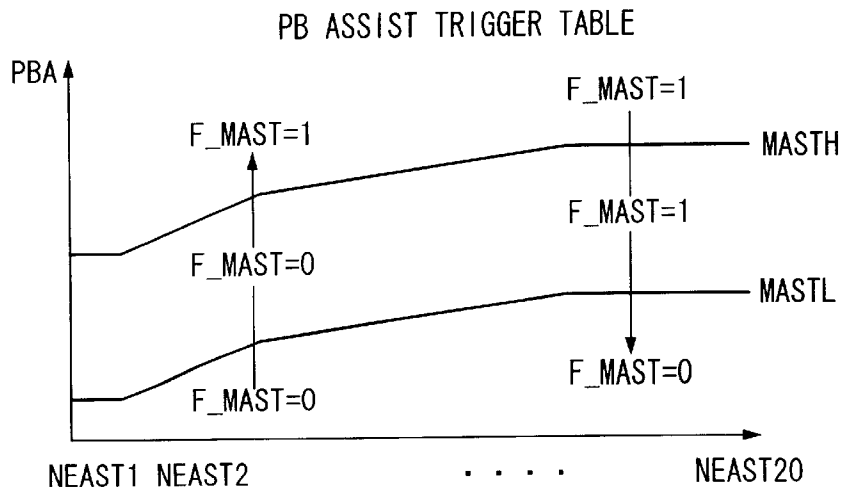 PB ASSIST TRIGGER TABLE
PBA
F_MAST=1
F_MAST=1
MASTH
F_MAST=1
F_MAST=0
MASTL
F_MAST=0
F_MAST=0
NEAST1 NEAST2 . . . . NEAST20